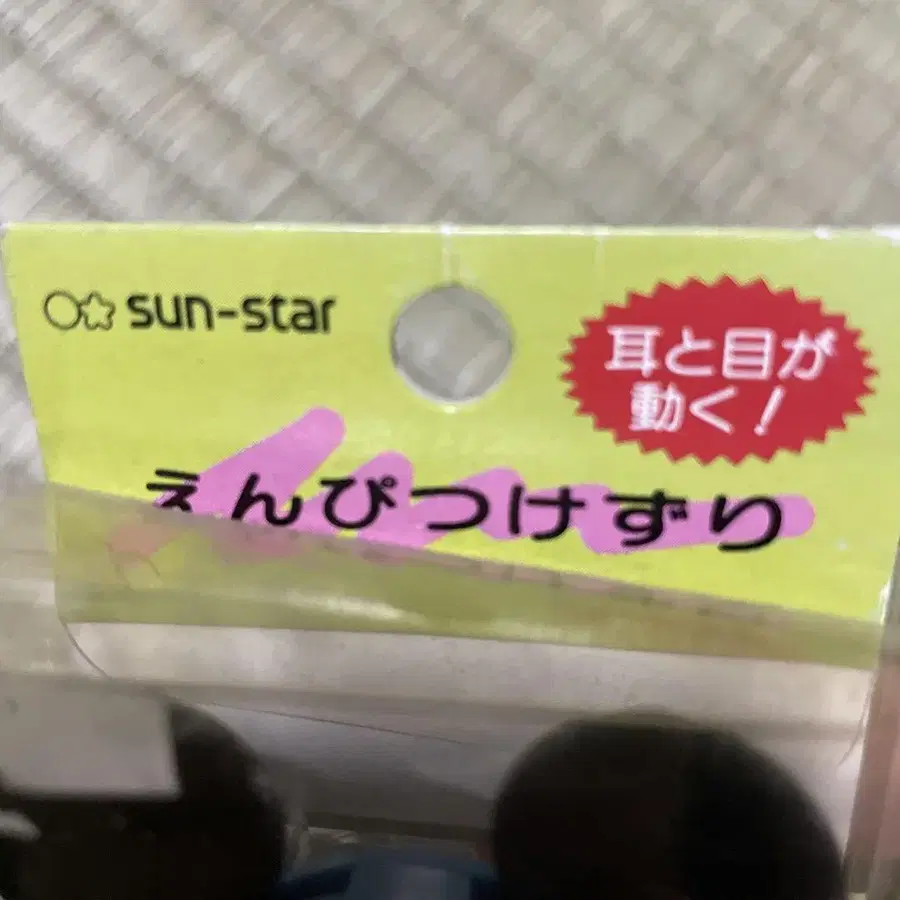 sun-star
耳と目が
動く!
えんぴつけずり